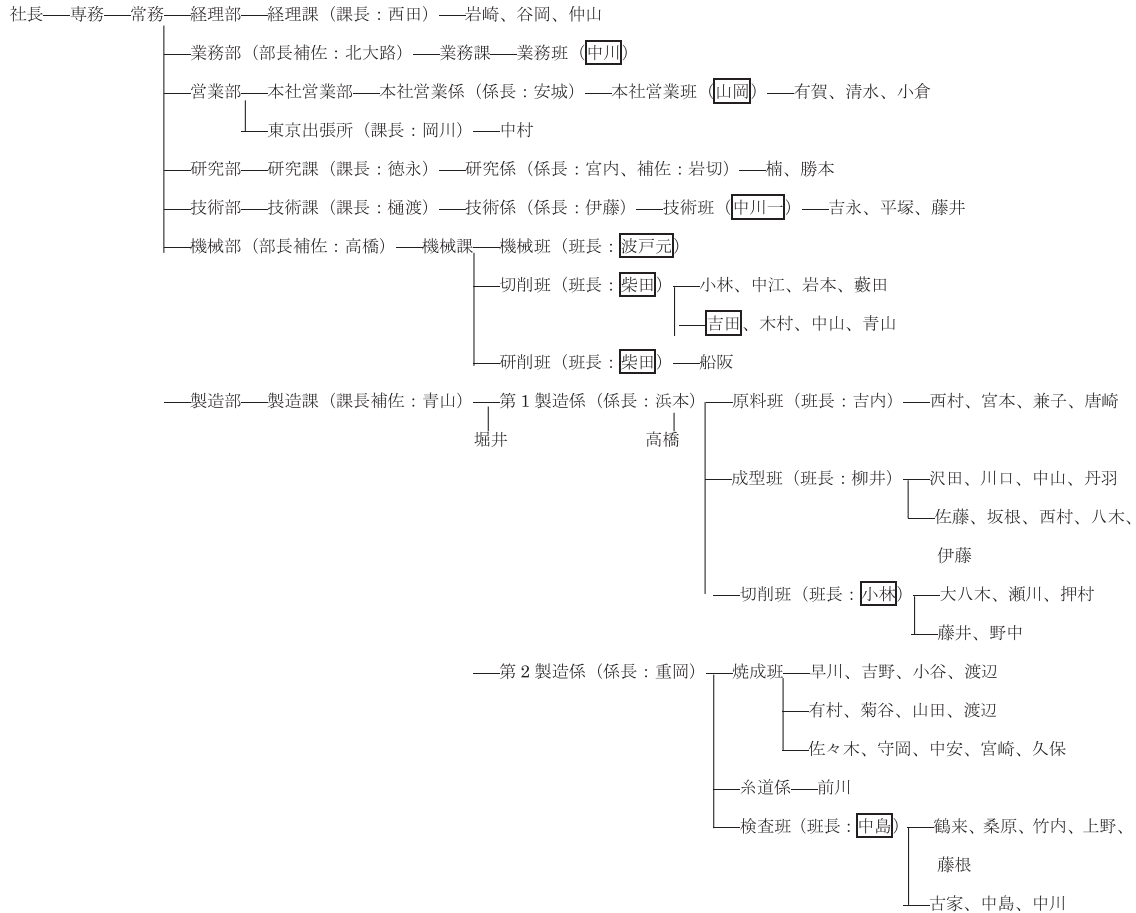 社長―専務―常務―経理部―経理課（課長：西田）―岩崎、谷岡、仲山
業務部（部長補佐：北大路）―業務課―業務班（中川）
営業部―本社営業部―本社営業係（係長：安城）―本社営業班（山岡）―有賀、清水、小倉
東京出張所（課長：岡川）―中村
研究部―研究課（課長：徳永）―研究係（係長：宮内、補佐：岩切）―楠、勝本
技術部―技術課（課長：樋渡）―技術係（係長：伊藤）―技術班（中川一）―吉永、平塚、藤井
機械部（部長補佐：高橋）―機械課―機械班（班長：波戸元）
切削班（班長：柴田）―小林、中江、岩本、藪田
吉田、木村、中山、青山
研削班（班長：柴田）―船阪
製造部―製造課（課長補佐：青山）―第1製造係（係長：浜本）―原料班（班長：吉内）―西村、宮本、兼子、唐崎
堀井 高橋
成型班（班長：柳井）―沢田、川口、中山、丹羽
佐藤、坂根、西村、八木、
伊藤
切削班（班長：小林）―大八木、瀬川、押村
藤井、野中
第2製造係（係長：重岡）―焼成班―早川、吉野、小谷、渡辺
有村、菊谷、山田、渡辺
佐々木、守岡、中安、宮崎、久保
糸道係―前川
検査班（班長：中島）―鶴来、桑原、竹内、上野、
藤根
古家、中島、中川